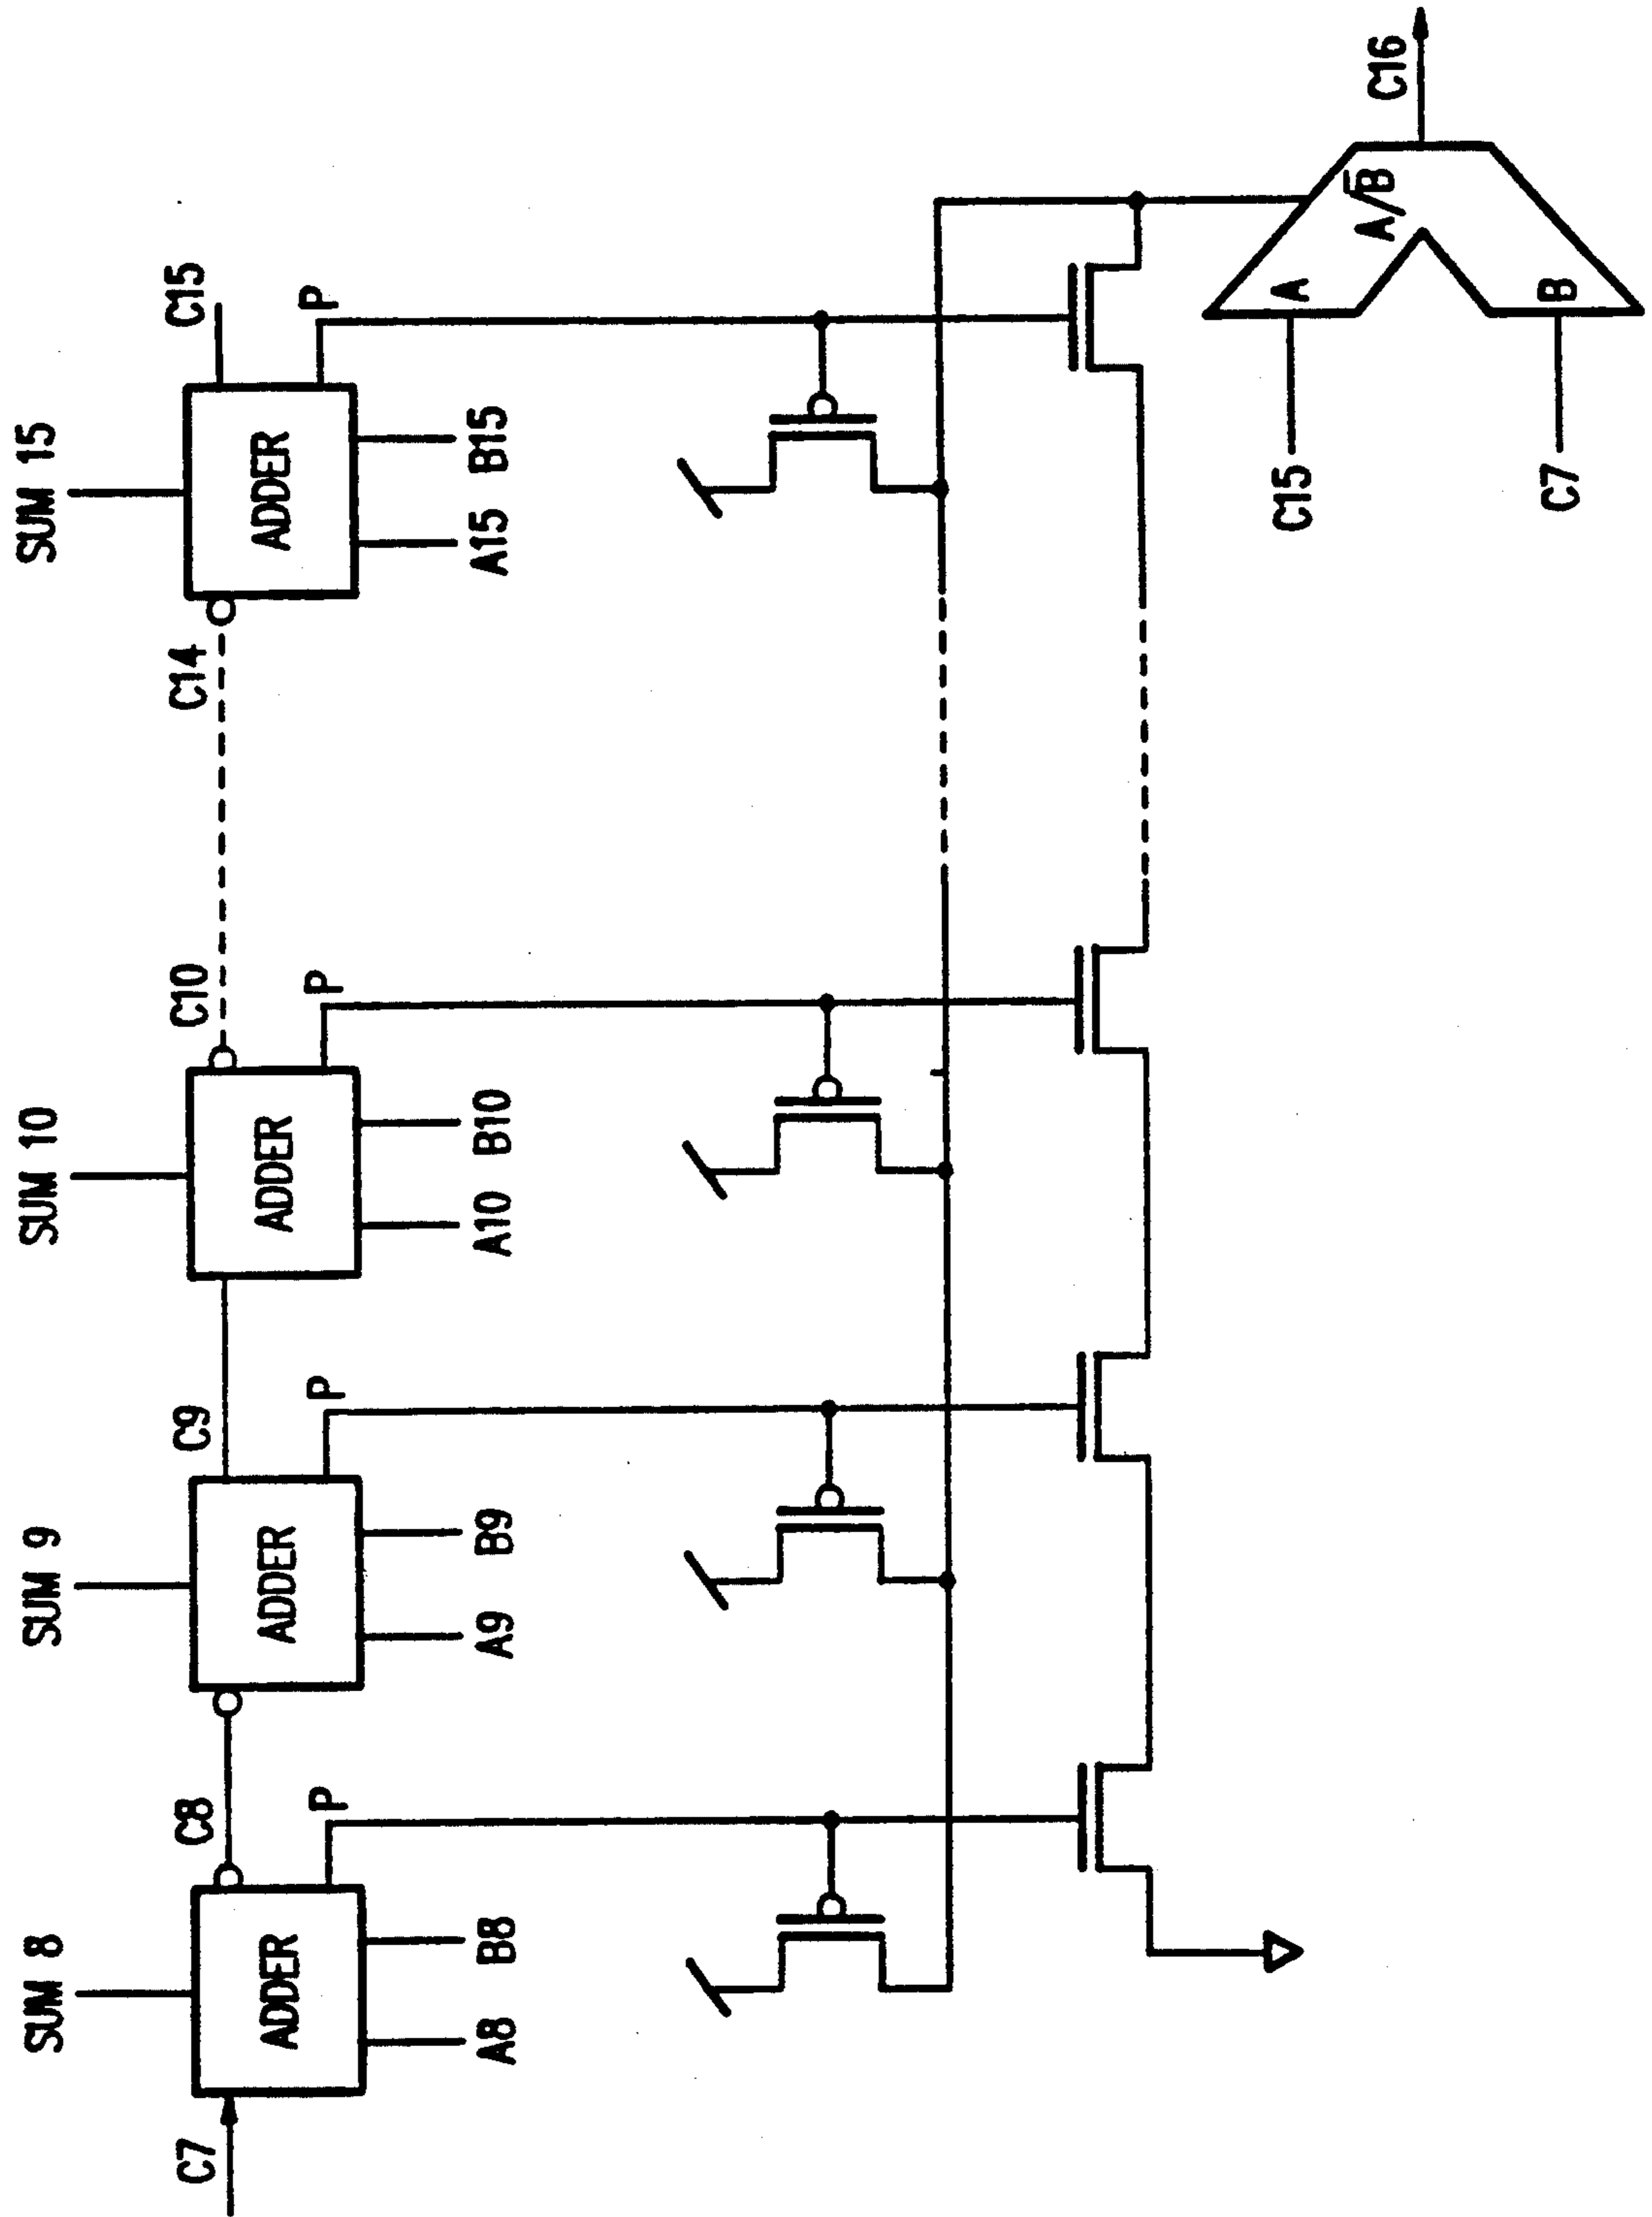 SUM 8
SUM 9
SUM 10
SUM 15
C7
ADDER
C8
ADDER
C9
ADDER
C10
C14
ADDER
C15
P
P
P
P
A8
B8
A9
B9
A10
B10
A15
B15
C15
A
A/B̅
C16
C7
B